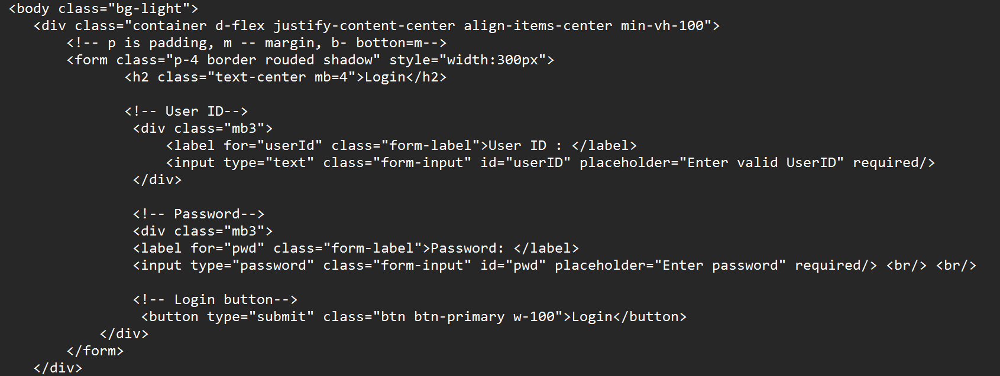 <body class="bg-light">
<div class="container d-flex justify-content-center align-items-center min-vh-100">
<!-- p is padding, m -- margin, b- botton=m-->
<form class="p-4 border rouded shadow" style="width:300px">
<h2 class="text-center mb=4">Login</h2>
<!-- User ID-->
<div class="mb3">
<label for="userId" class="form-label">User ID : </label>
<input type="text" class="form-input" id="userID" placeholder="Enter valid UserID" required/>
</div>
<!-- Password-->
<div class="mb3">
<label for="pwd" class="form-label">Password: </label>
<input type="password" class="form-input" id="pwd" placeholder="Enter password" required/> <br/> <br/>
<!-- Login button-->
<button type="submit" class="btn btn-primary w-100">Login</button>
</div>
</form>
</div>